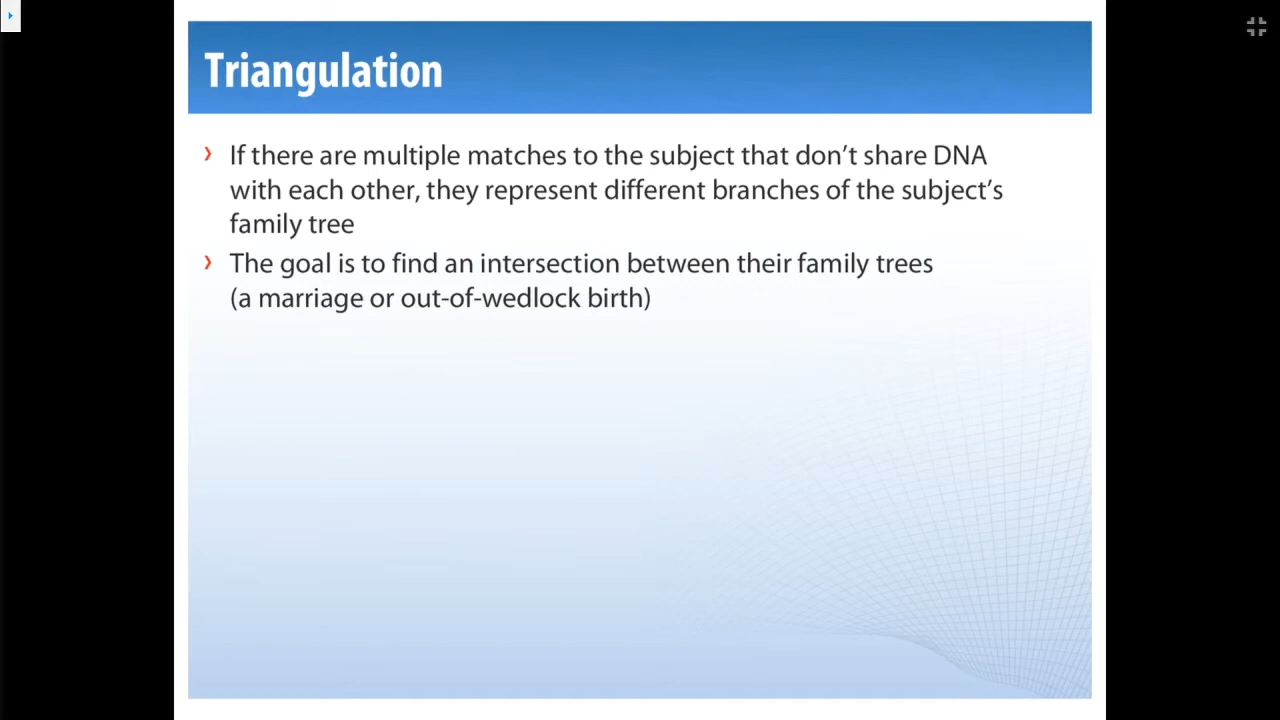 Triangulation
› If there are multiple matches to the subject that don’t share DNA
with each other, they represent different branches of the subject’s
family tree
› The goal is to find an intersection between their family trees
(a marriage or out-of-wedlock birth)